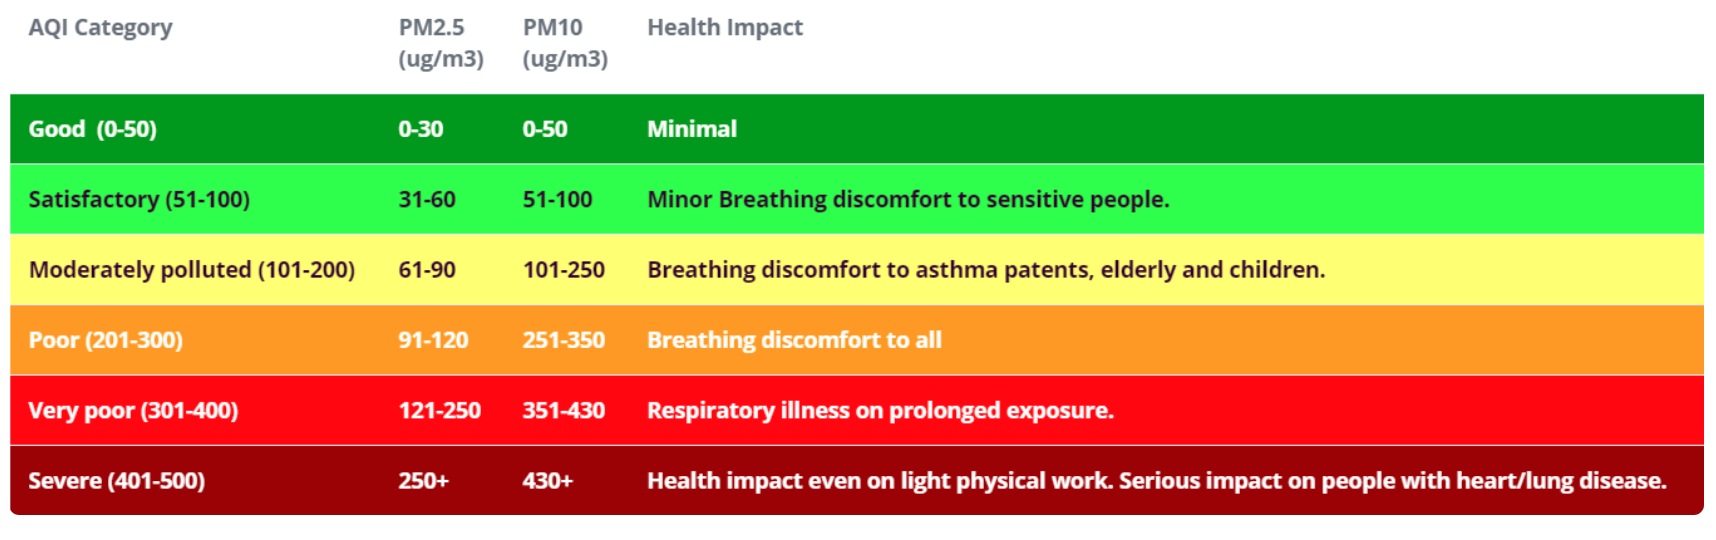 AQI Category PM2.5 (ug/m3) PM10 (ug/m3) Health Impact
Good (0-50) 0-30 0-50 Minimal
Satisfactory (51-100) 31-60 51-100 Minor Breathing discomfort to sensitive people.
Moderately polluted (101-200) 61-90 101-250 Breathing discomfort to asthma patents, elderly and children.
Poor (201-300) 91-120 251-350 Breathing discomfort to all
Very poor (301-400) 121-250 351-430 Respiratory illness on prolonged exposure.
Severe (401-500) 250+ 430+ Health impact even on light physical work. Serious impact on people with heart/lung disease.